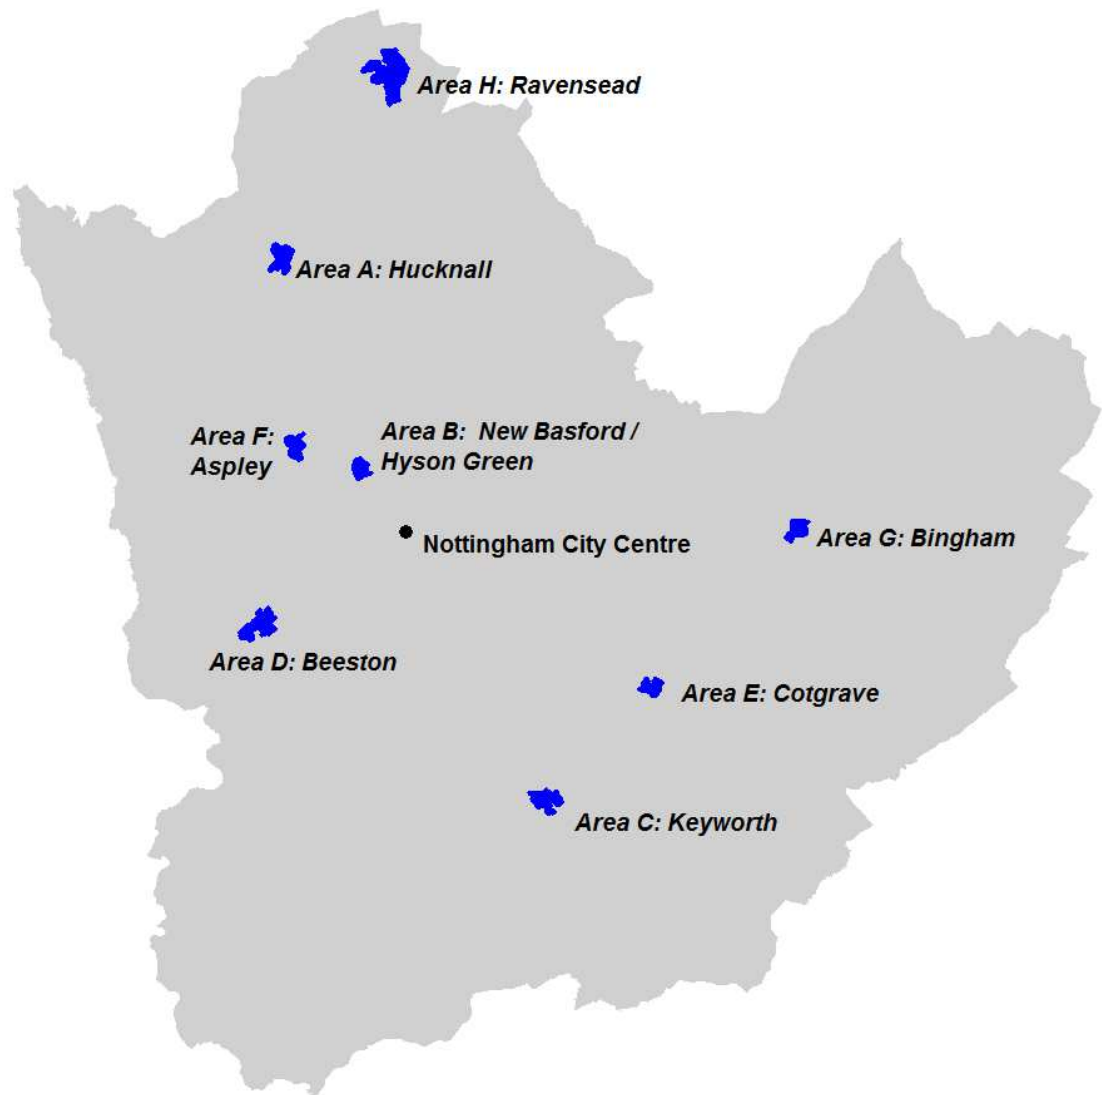 Area H: Ravensead
Area A: Hucknall
Area F:
Aspley
Area B:  New Basford /
Hyson Green
Nottingham City Centre
Area G: Bingham
Area D: Beeston
Area E: Cotgrave
Area C: Keyworth